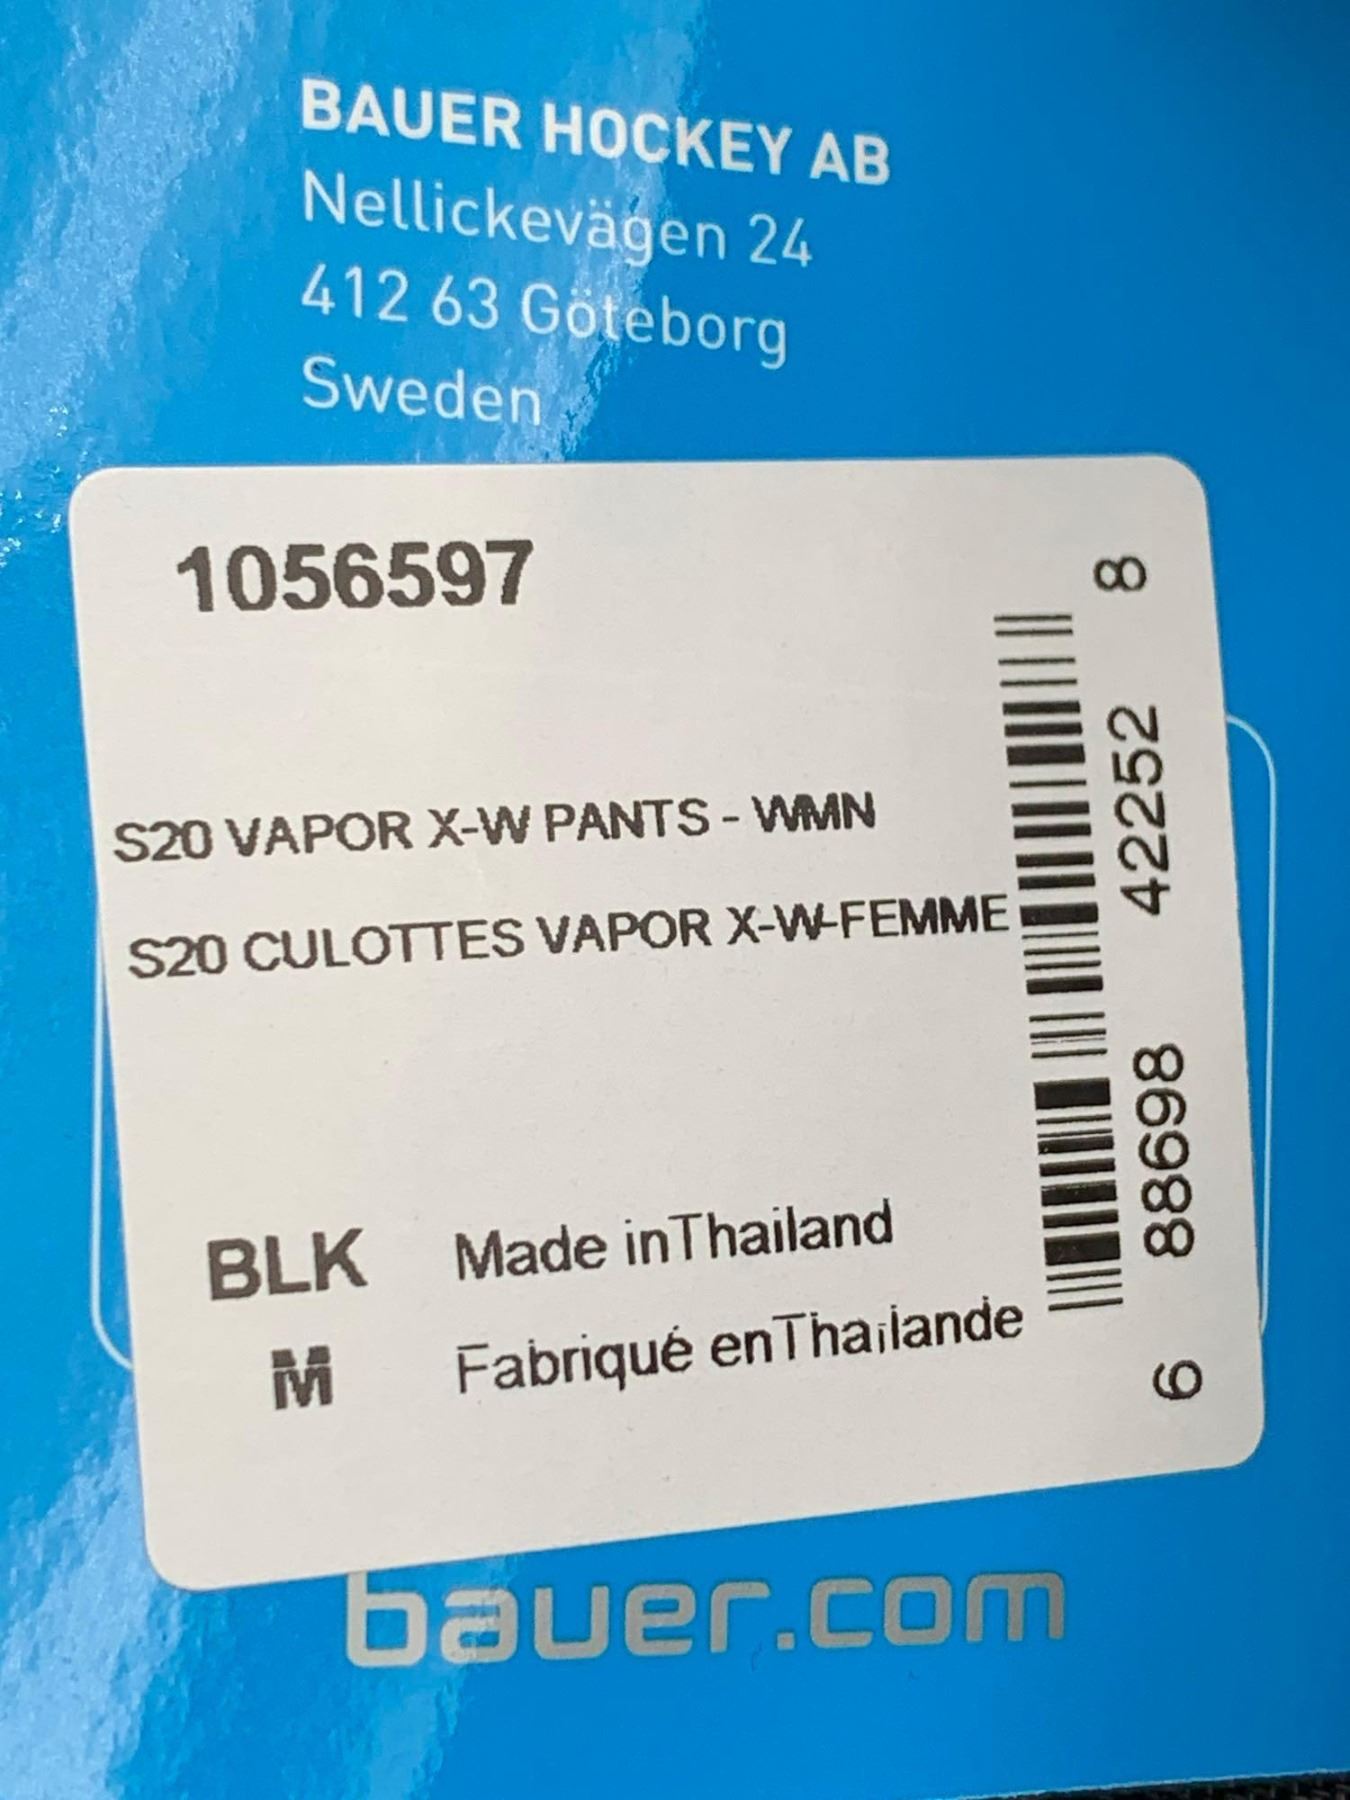 BAUER HOCKEY AB
Nellickevägen 24
412 63 Göteborg
Sweden
1056597
S20 VAPOR X-W PANTS - WMN
S20 CULOTTES VAPOR X-W-FEMME
BLK Made inThailand
M Fabriqué enThaïlande
6 88698 42252 8
bauer.com